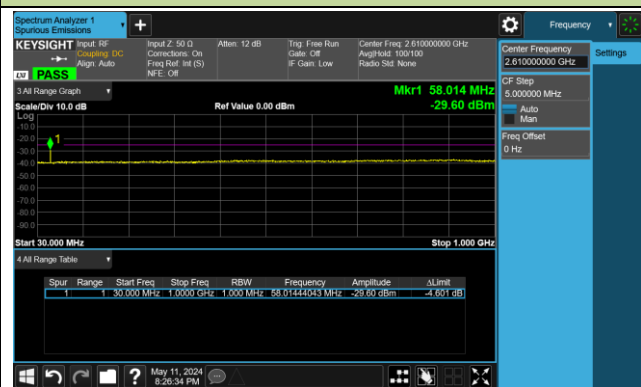 Spectrum Analyzer 1
Spurious Emissions
Frequency
KEYSIGHT
Input: RF
Coupling: DC
Align: Auto
Input Z: 50 Ω
Corrections: On
Freq Ref: Int (S)
NFE: Off
Atten: 12 dB
Trig: Free Run
Gate: Off
IF Gain: Low
Center Freq: 2.610000000 GHz
Avg|Hold: 100/100
Radio Std: None
PASS
Center Frequency
2.610000000 GHz
Settings
CF Step
5.000000 MHz
Auto
Man
Freq Offset
0 Hz
3 All Range Graph
Mkr1 58.014 MHz
Scale/Div 10.0 dB
Ref Value 0.00 dBm
-29.60 dBm
Log
-10.0
-20.0
1
-30.0
-40.0
-50.0
-60.0
-70.0
-80.0
-90.0
Start 30.000 MHz
Stop 1.000 GHz
4 All Range Table
Spur Range Start Freq Stop Freq RBW Frequency Amplitude ΔLimit
1 1 30.000 MHz 1.0000 GHz 1.000 MHz 58.01444043 MHz -29.60 dBm -4.601 dB
?
May 11, 2024
8:26:34 PM